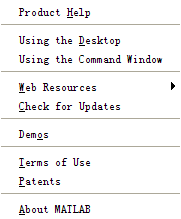 Product Help
Using the Desktop
Using the Command Window
Web Resources
Check for Updates
Demos
Terms of Use
Patents
About MATLAB